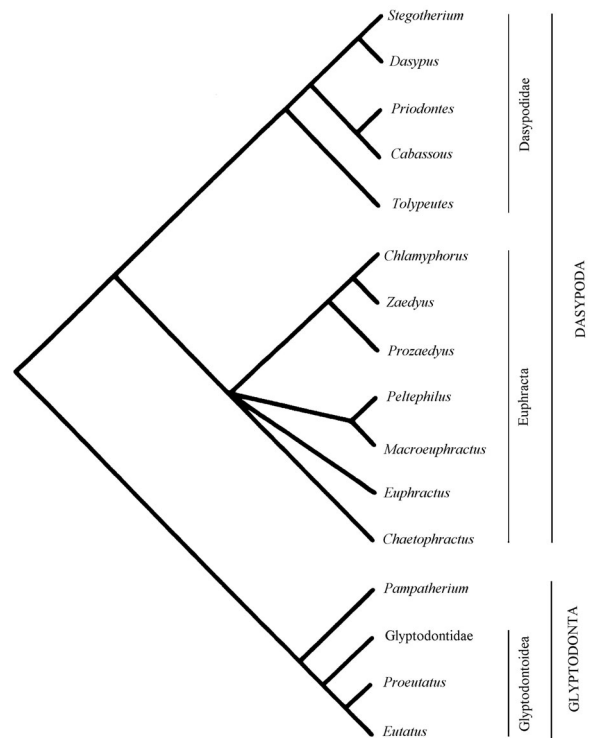 Stegotherium
Dasypus
Priodontes
Cabassous
Tolypeutes
Chlamyphorus
Zaedyus
Prozaedyus
Peltephilus
Macroeuphractus
Euphractus
Chaetophractus
Pampatherium
Glyptodontidae
Proeutatus
Eutatus
Dasypodidae
Euphracta
Glyptodontoidea
DASYPODA
GLYPTODONTA